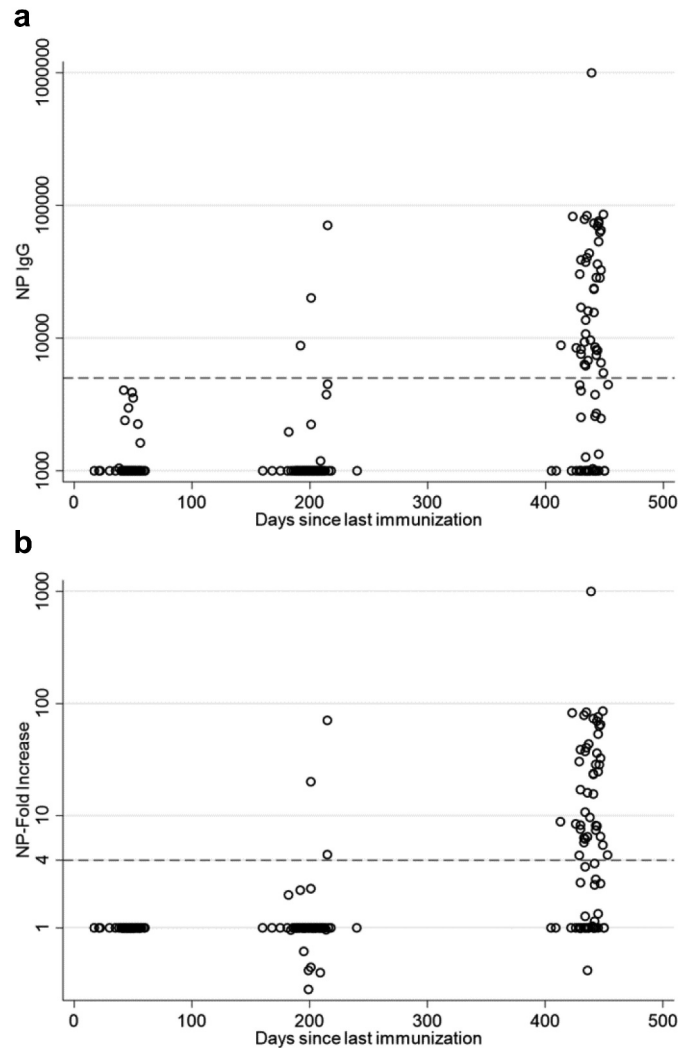 a
1000000
100000
10000
1000
NP IgG
0 100 200 300 400 500
Days since last immunization
b
1000
100
10
4
1
NP-Fold Increase
0 100 200 300 400 500
Days since last immunization